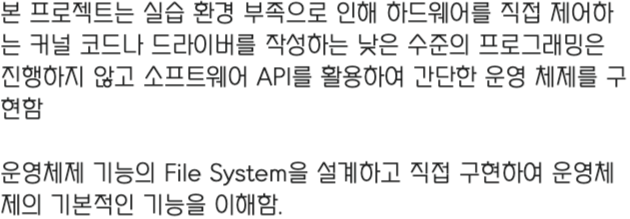 본 프로젝트는 실습 환경 부족으로 인해 하드웨어를 직접 제어하
는 커널 코드나 드라이버를 작성하는 낮은 수준의 프로그래밍은
진행하지 않고 소프트웨어 API를 활용하여 간단한 운영 체제를 구
현함

운영체제 기능의 File System을 설계하고 직접 구현하여 운영체
제의 기본적인 기능을 이해함.